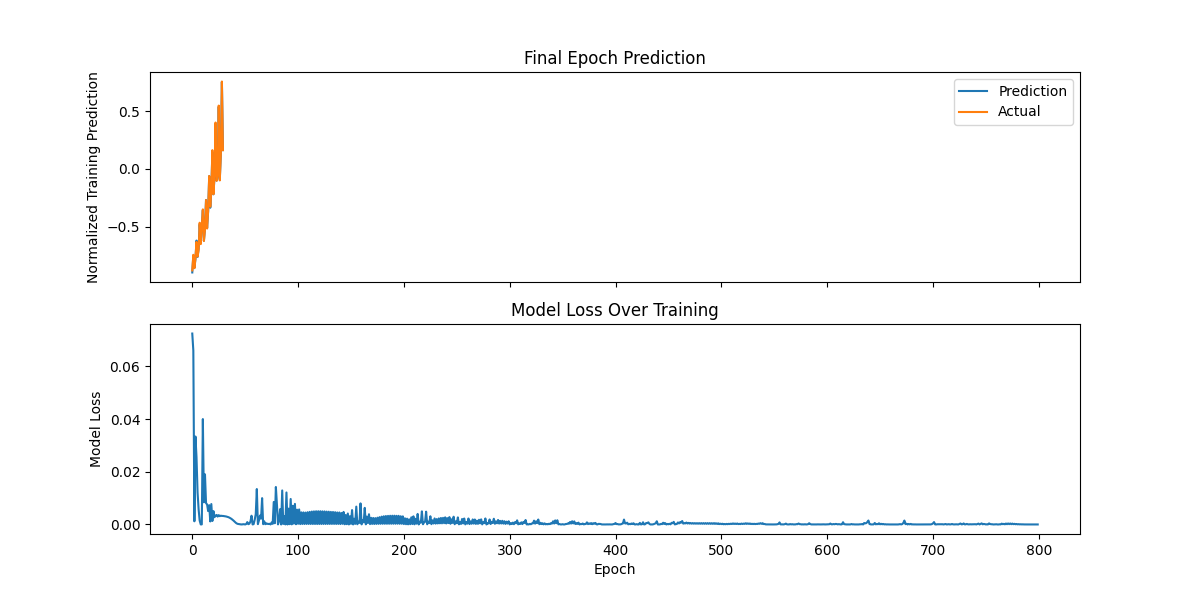 Final Epoch Prediction
Normalized Training Prediction
0.5
0.0
−0.5
Prediction
Actual
Model Loss Over Training
Model Loss
0.06
0.04
0.02
0.00
0 100 200 300 400 500 600 700 800
Epoch